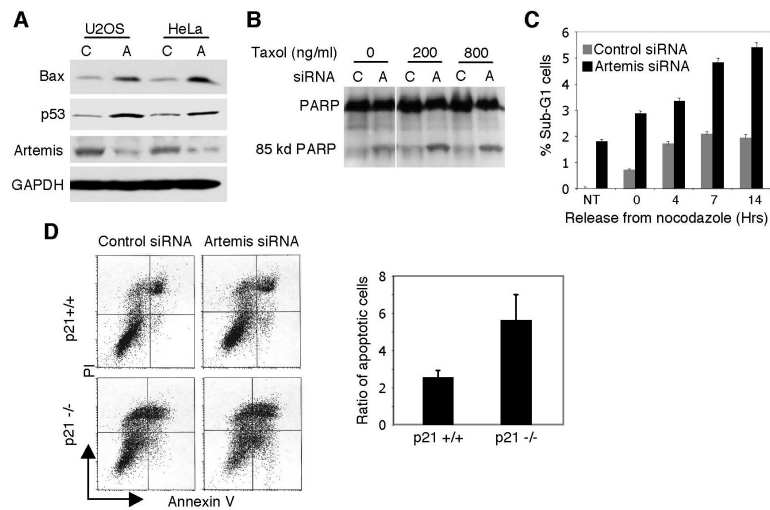 A
U2OS HeLa
C A C A
Bax
p53
Artemis
GAPDH
B
Taxol (ng/ml) 0 200 800
siRNA C A C A C A
PARP
85 kd PARP
C
% Sub-G1 cells
6
5
4
3
2
1
0
Control siRNA
Artemis siRNA
NT 0 4 7 14
Release from nocodazole (Hrs)
D
Control siRNA Artemis siRNA
p21+/+
PI
p21 -/-
Annexin V
Ratio of apoptotic cells
8
6
4
2
0
p21 +/+ p21 -/-